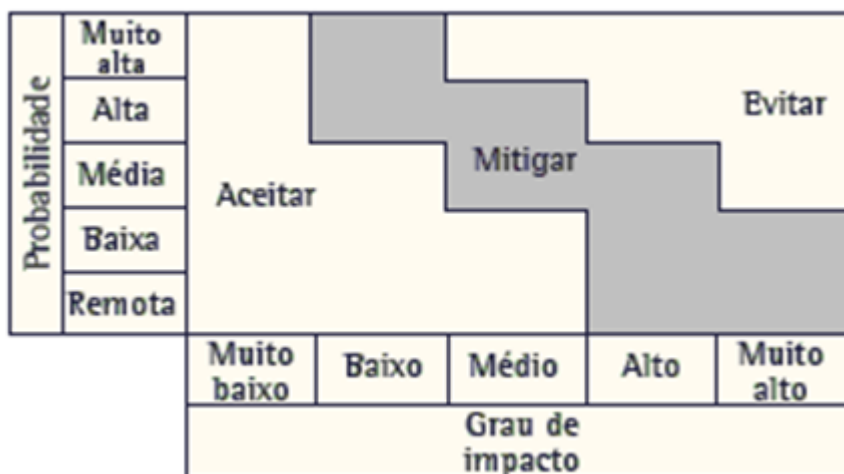 Probabilidade
Muito
alta
Alta
Média
Baixa
Remota
Aceitar
Mitigar
Evitar
Muito
baixo
Baixo
Médio
Alto
Muito
alto
Grau de
impacto